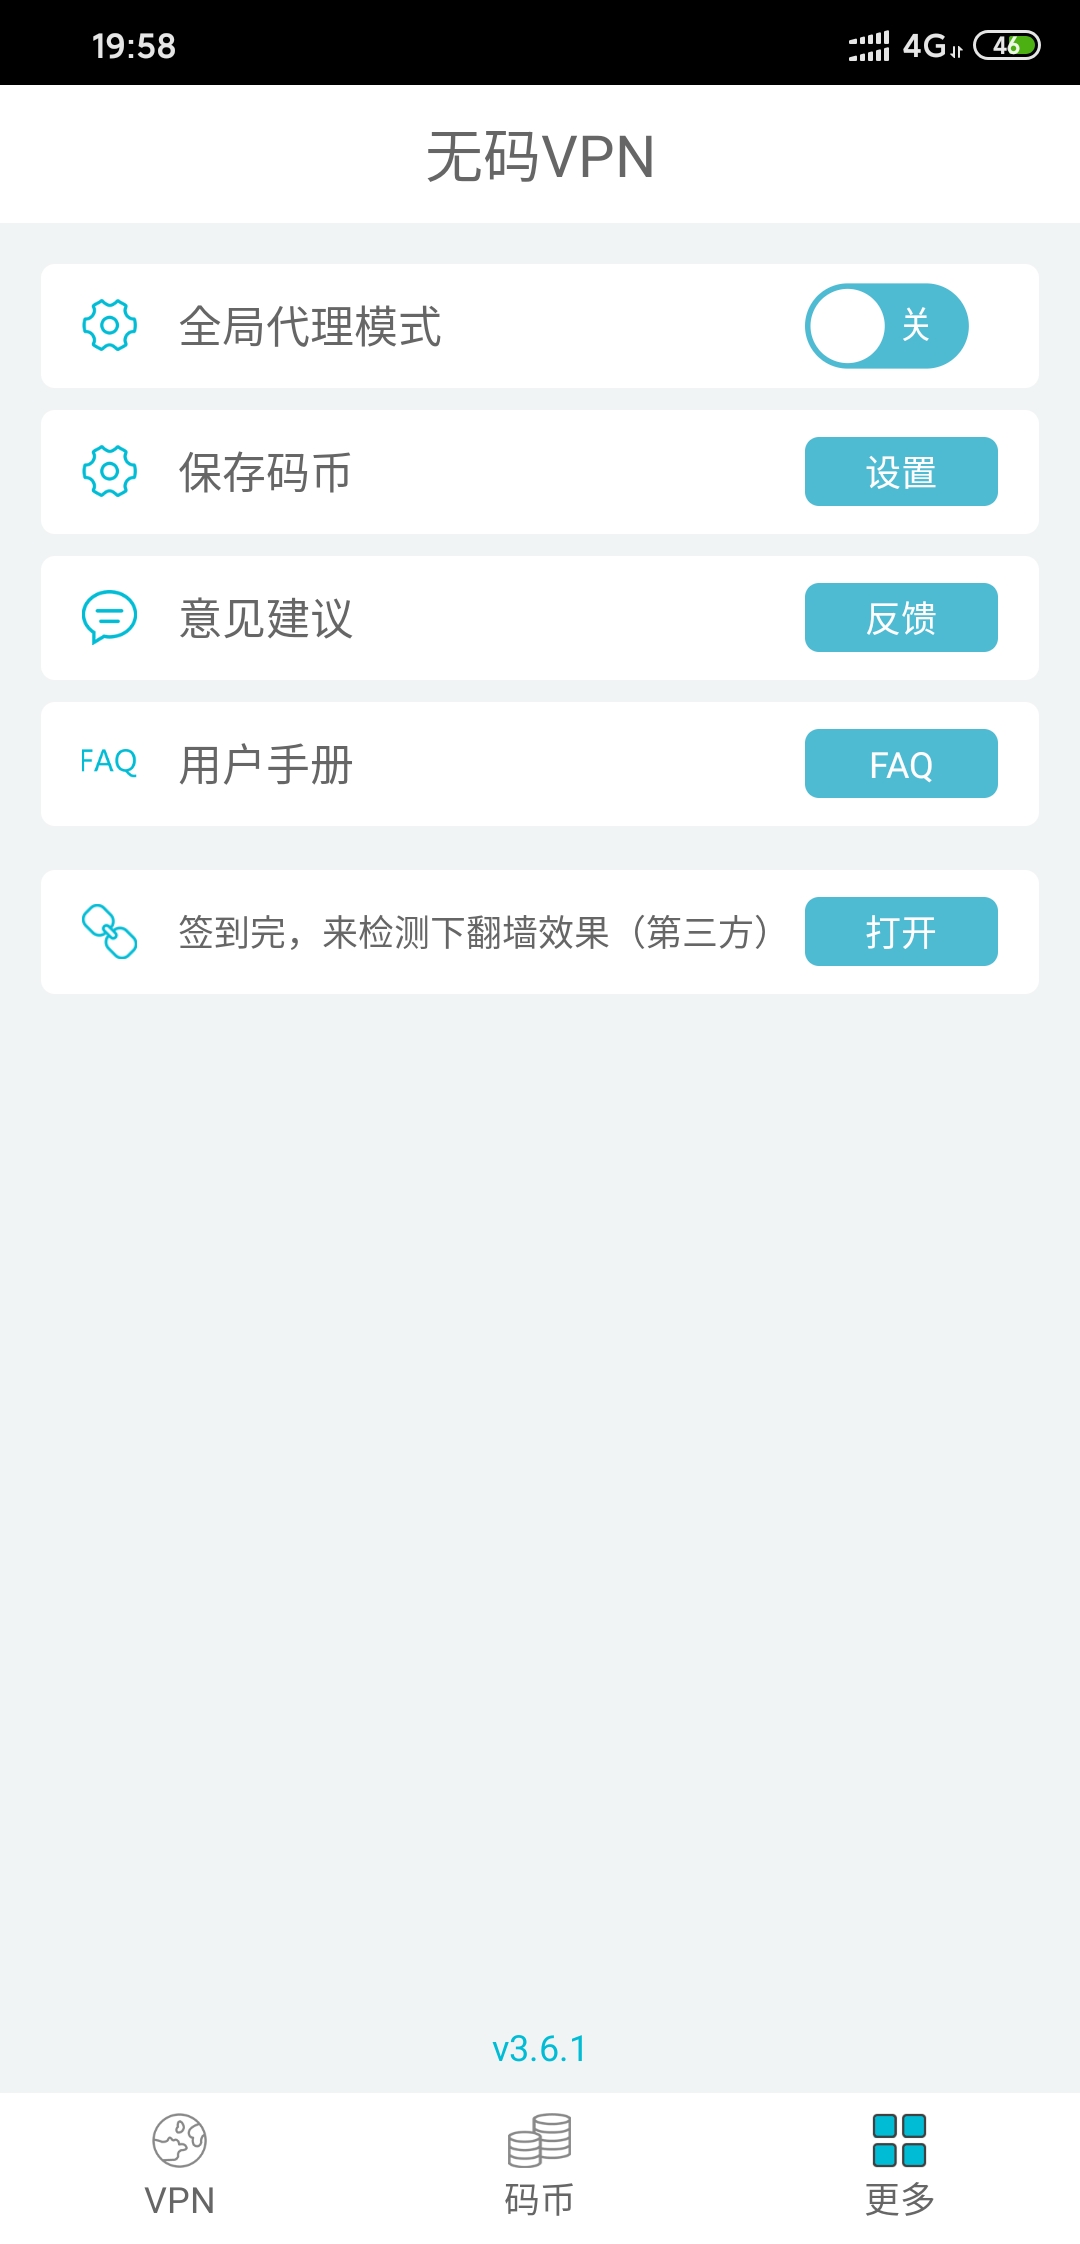 19:58 4G 46
无码VPN
全局代理模式 关
保存码币 设置
意见建议 反馈
FAQ 用户手册 FAQ
签到完，来检测下翻墙效果（第三方） 打开
v3.6.1
VPN 码币 更多